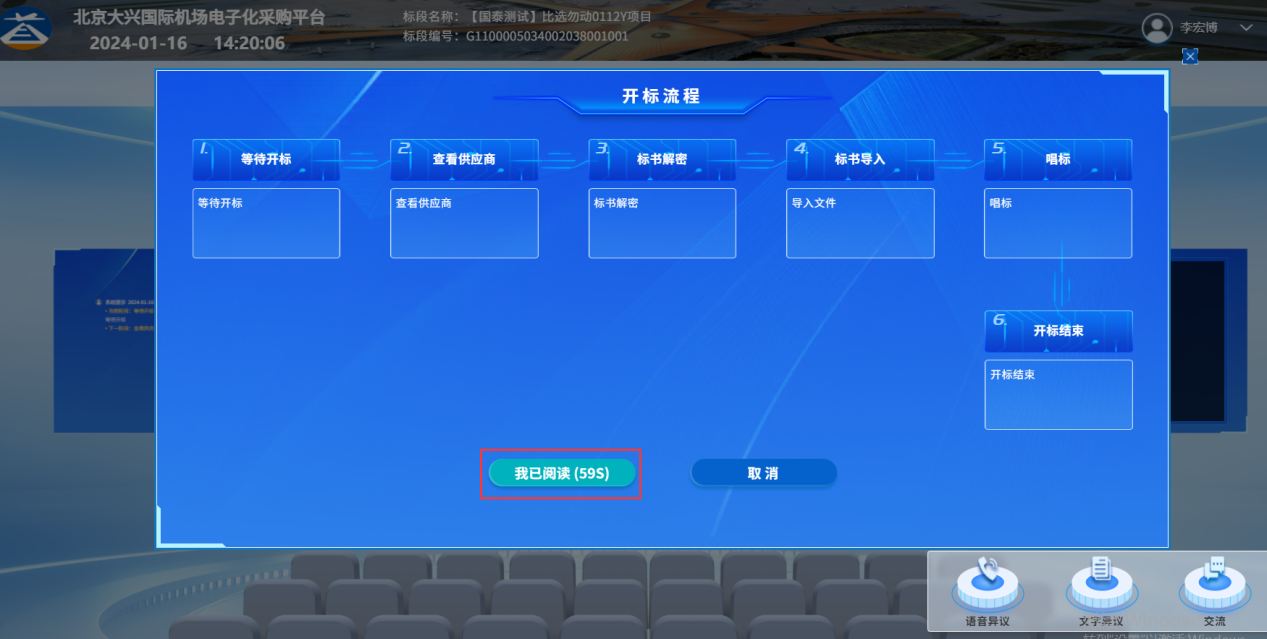 北京大兴国际机场电子化采购平台
2024-01-16 14:20:06
标段名称：【国泰测试】比选勿动0112Y项目
标段编号：G1100005034002038001001
李宏博
开标流程
1. 等待开标
等待开标
2. 查看供应商
查看供应商
3. 标书解密
标书解密
4. 标书导入
导入文件
5. 唱标
唱标
6. 开标结束
开标结束
我已阅读 (59S)
取 消
语音异议
文字异议
交流